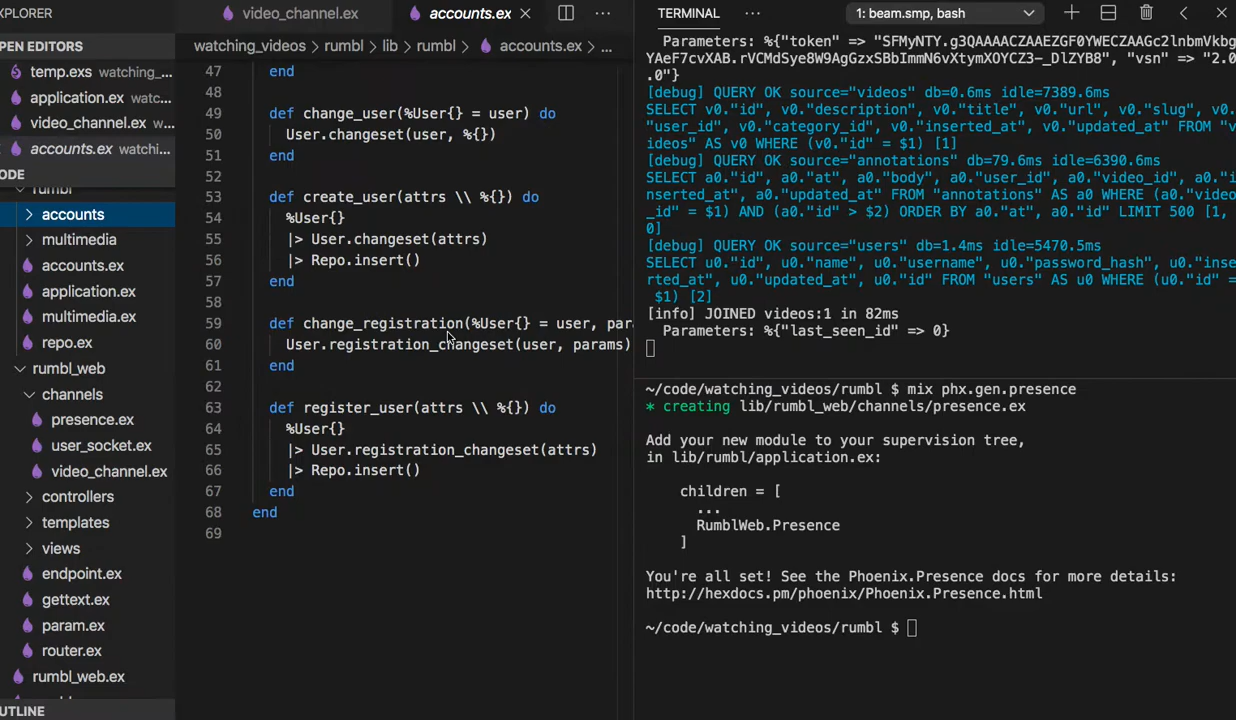 XPLORER
PEN EDITORS
temp.exs watching_...
application.ex watc...
video_channel.ex w...
accounts.ex watchi...
ODE
rumbl
accounts
multimedia
accounts.ex
application.ex
multimedia.ex
repo.ex
rumbl_web
channels
presence.ex
user_socket.ex
video_channel.ex
controllers
templates
views
endpoint.ex
gettext.ex
param.ex
router.ex
rumbl_web.ex
UTLINE
video_channel.ex
accounts.ex
...
watching_videos > rumbl > lib > rumbl > accounts.ex > ...
47 end
48
49 def change_user(%User{} = user) do
50 User.changeset(user, %{})
51 end
52
53 def create_user(attrs \\ %{}) do
54 %User{}
55 |> User.changeset(attrs)
56 |> Repo.insert()
57 end
58
59 def change_registration(%User{} = user, para
60 User.registration_changeset(user, params)
61 end
62
63 def register_user(attrs \\ %{}) do
64 %User{}
65 |> User.registration_changeset(attrs)
66 |> Repo.insert()
67 end
68 end
69
TERMINAL ... 1: beam.smp, bash
Parameters: %{"token" => "SFMyNTY.g3QAAAACZAAEZGF0YWECZAAGc2lnbmVkbg
YAeF7cvXAB.rVCMdSye8W9AgGzxSBbImmN6vXtymXOYCZ3-_DlZYB8", "vsn" => "2.0
.0"}
[debug] QUERY OK source="videos" db=0.6ms idle=7389.6ms
SELECT v0."id", v0."description", v0."title", v0."url", v0."slug", v0.
"user_id", v0."category_id", v0."inserted_at", v0."updated_at" FROM "v
ideos" AS v0 WHERE (v0."id" = $1) [1]
[debug] QUERY OK source="annotations" db=79.6ms idle=6390.6ms
SELECT a0."id", a0."at", a0."body", a0."user_id", a0."video_id", a0."i
nserted_at", a0."updated_at" FROM "annotations" AS a0 WHERE (a0."video
_id" = $1) AND (a0."id" > $2) ORDER BY a0."at", a0."id" LIMIT 500 [1,
0]
[debug] QUERY OK source="users" db=1.4ms idle=5470.5ms
SELECT u0."id", u0."name", u0."username", u0."password_hash", u0."inse
rted_at", u0."updated_at", u0."id" FROM "users" AS u0 WHERE (u0."id" =
$1) [2]
[info] JOINED videos:1 in 82ms
Parameters: %{"last_seen_id" => 0}
~/code/watching_videos/rumbl $ mix phx.gen.presence
* creating lib/rumbl_web/channels/presence.ex
Add your new module to your supervision tree,
in lib/rumbl/application.ex:
children = [
...
RumblWeb.Presence
]
You're all set! See the Phoenix.Presence docs for more details:
http://hexdocs.pm/phoenix/Phoenix.Presence.html
~/code/watching_videos/rumbl $